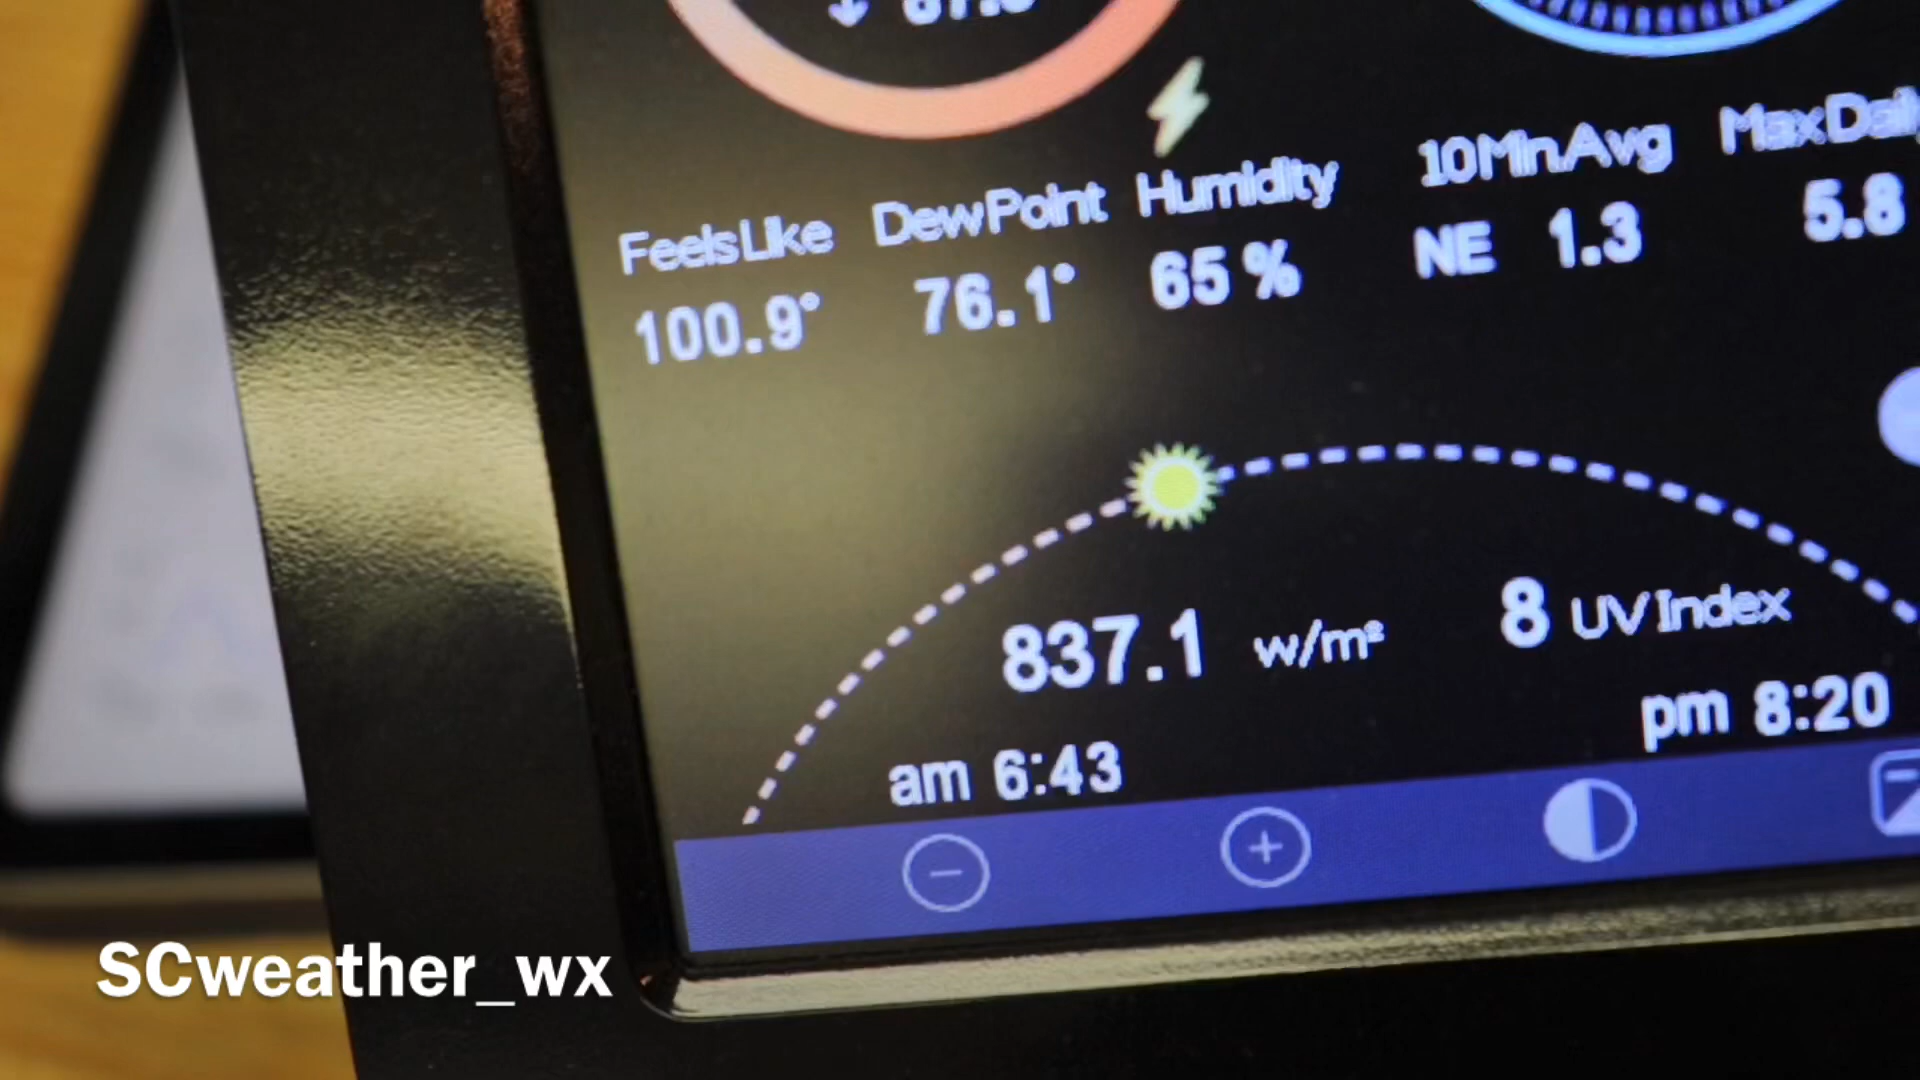 FeelsLike DewPoint Humidity 10MinAvg
100.9° 76.1° 65 % NE 1.3 5.8
837.1 w/m² 8 UV Index
am 6:43 pm 8:20
SCweather_wx